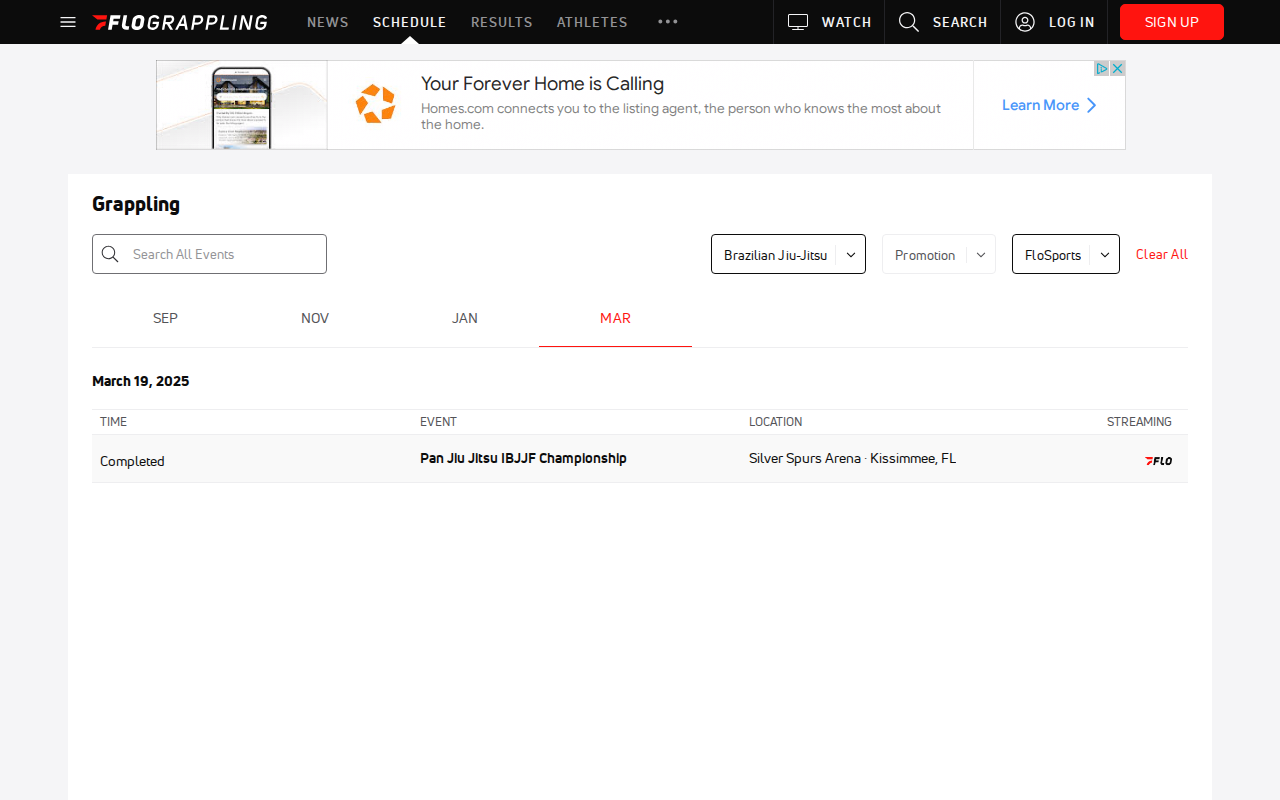 FLOGRAPPLING NEWS SCHEDULE RESULTS ATHLETES WATCH SEARCH LOG IN SIGN UP
Your Forever Home is Calling
Homes.com connects you to the listing agent, the person who knows the most about
the home.
Learn More
Grappling
Search All Events
Brazilian Jiu-Jitsu
Promotion
FloSports
Clear All
SEP NOV JAN MAR
March 19, 2025
TIME EVENT LOCATION STREAMING
Completed Pan Jiu Jitsu IBJJF Championship Silver Spurs Arena · Kissimmee, FL FLO